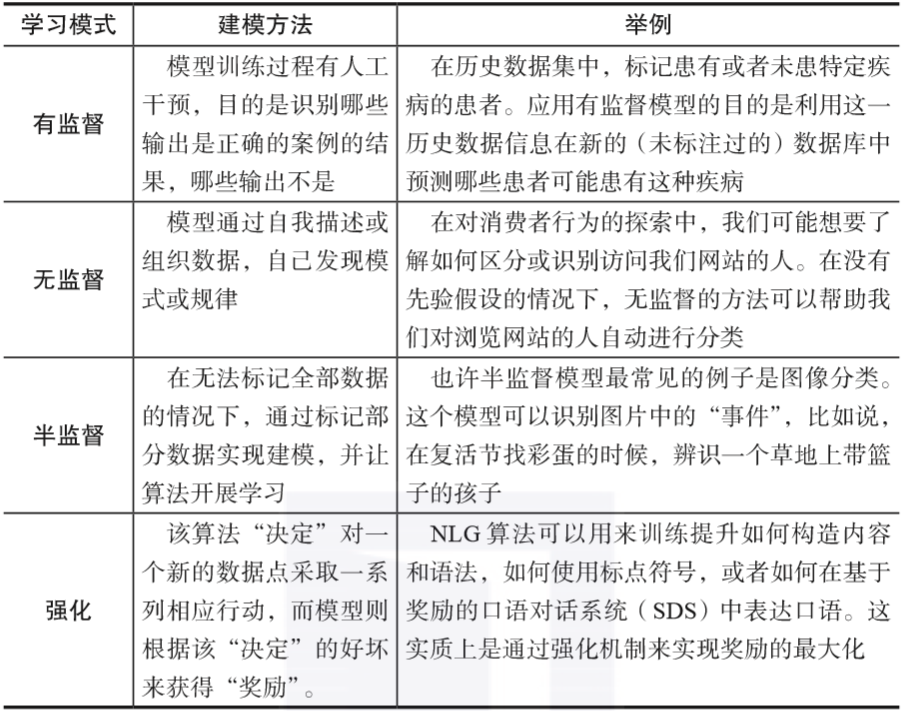 学习模式
建模方法
举例
有监督
模型训练过程有人工
干预，目的是识别哪些
输出是正确的案例的结
果，哪些输出不是
在历史数据集中，标记患有或者未患特定疾
病的患者。应用有监督模型的目的是利用这一
历史数据信息在新的（未标注过的）数据库中
预测哪些患者可能患有这种疾病
无监督
模型通过自我描述或
组织数据，自己发现模
式或规律
在对消费者行为的探索中，我们可能想要了
解如何区分或识别访问我们网站的人。在没有
先验假设的情况下，无监督的方法可以帮助我
们对浏览网站的人自动进行分类
半监督
在无法标记全部数据
的情况下，通过标记部
分数据实现建模，并让
算法开展学习
也许半监督模型最常见的例子是图像分类。
这个模型可以识别图片中的“事件”，比如说，
在复活节找彩蛋的时候，辨识一个草地上带篮
子的孩子
强化
该算法“决定”对一
个新的数据点采取一系
列相应行动，而模型则
根据该“决定”的好坏
来获得“奖励”。
NLG 算法可以用来训练提升如何构造内容
和语法，如何使用标点符号，或者如何在基于
奖励的口语对话系统（SDS）中表达口语。这
实质上是通过强化机制来实现奖励的最大化